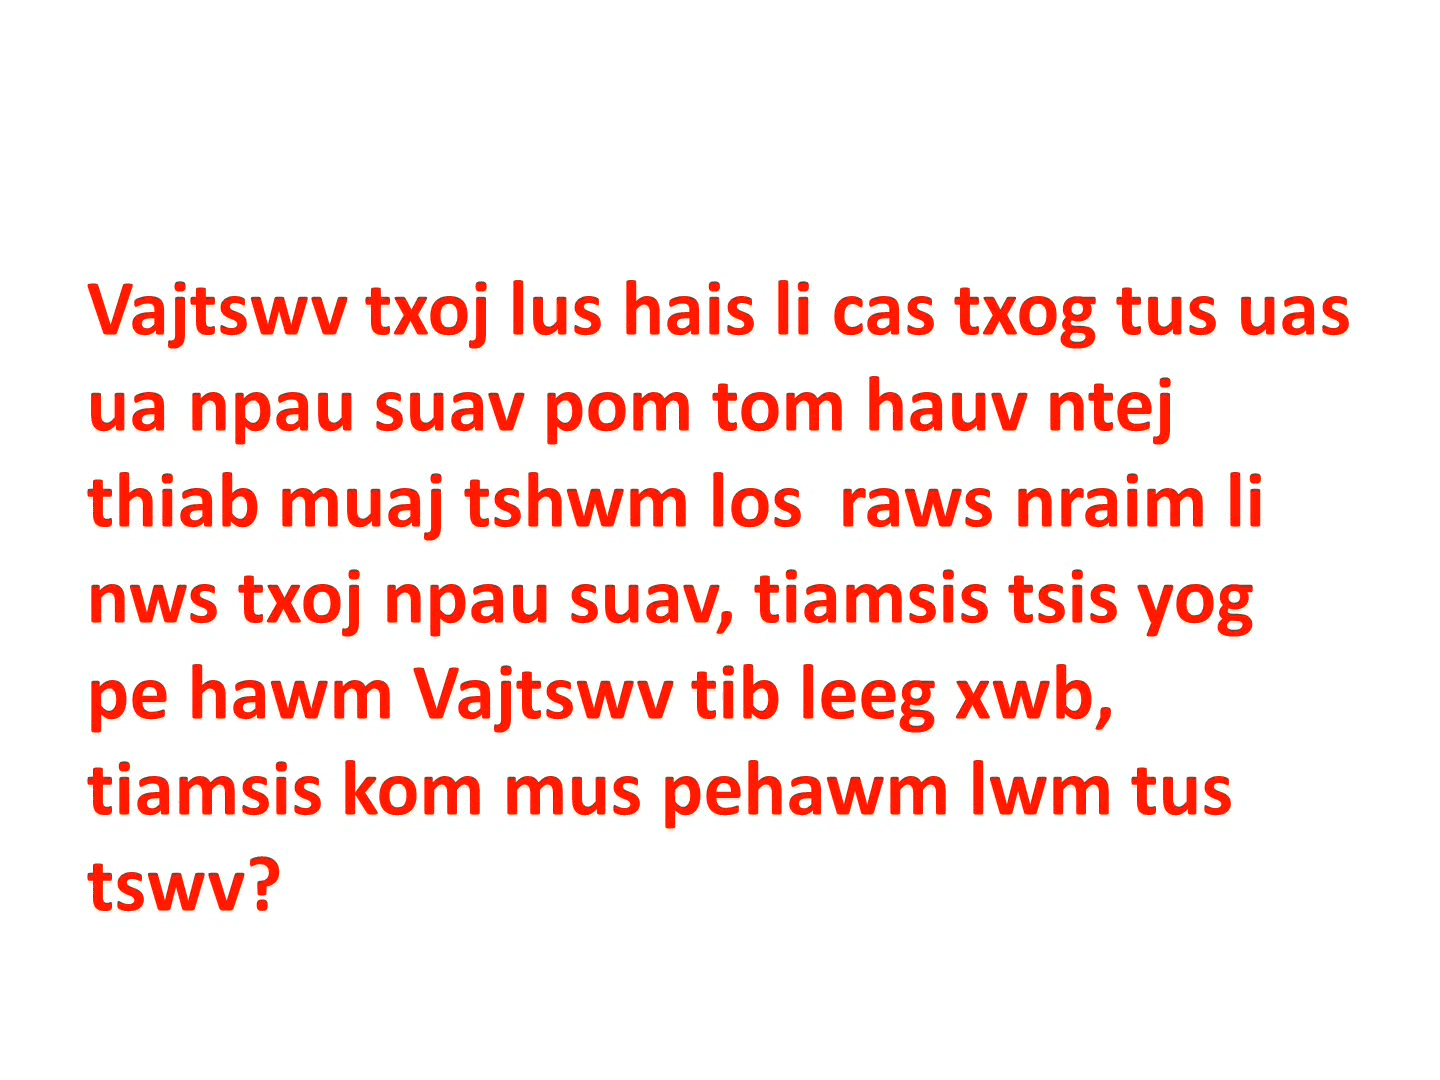 Vajtswv txoj lus hais li cas txog tus uas
ua npau suav pom tom hauv ntej
thiab muaj tshwm los  raws nraim li
nws txoj npau suav, tiamsis tsis yog
pe hawm Vajtswv tib leeg xwb,
tiamsis kom mus pehawm lwm tus
tswv?